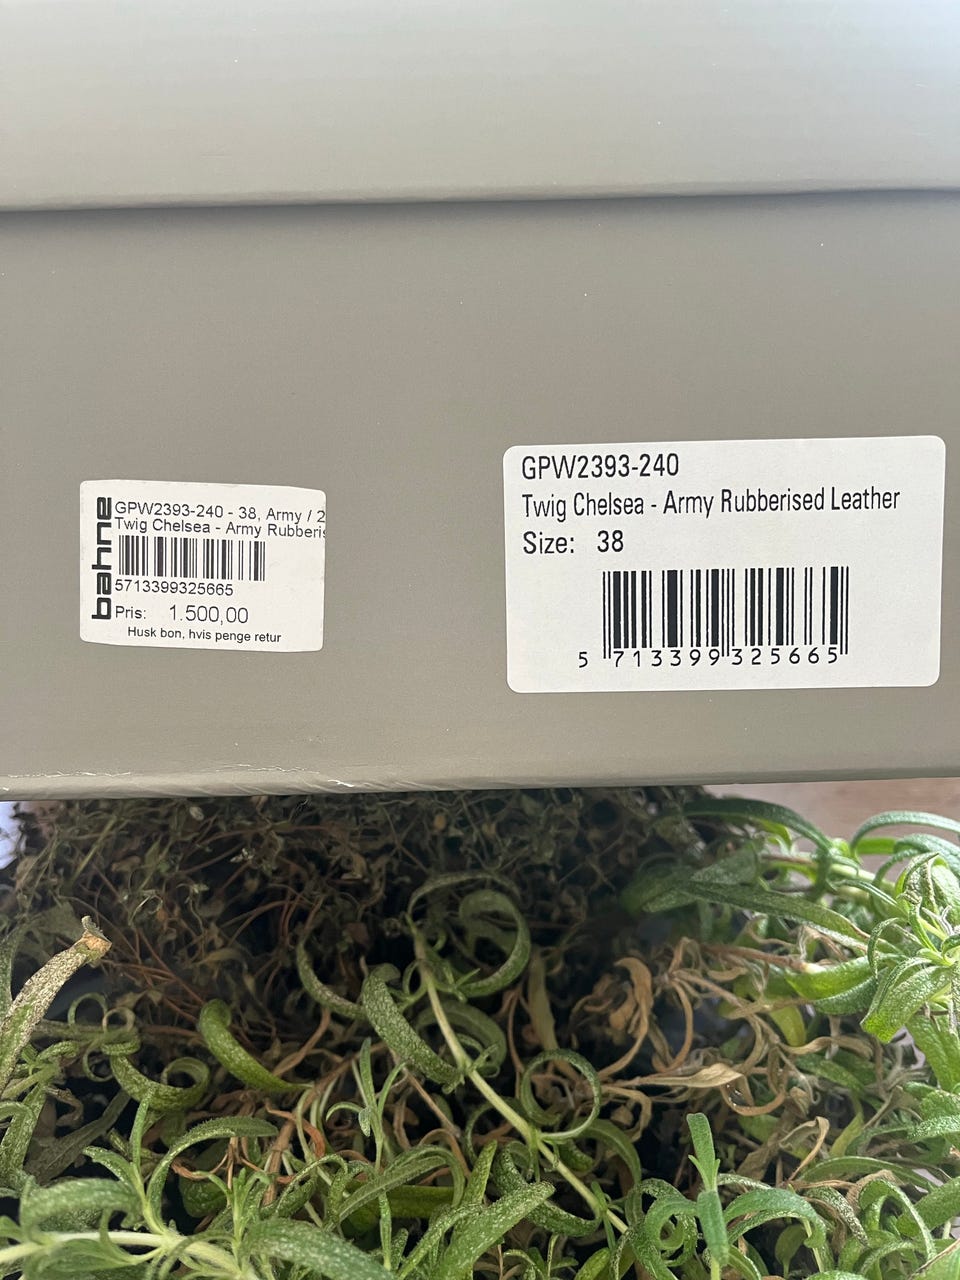 bahne
GPW2393-240 - 38, Army / 2
Twig Chelsea - Army Rubberis
5713399325665
Pris: 1.500,00
Husk bon, hvis penge retur
GPW2393-240
Twig Chelsea - Army Rubberised Leather
Size: 38
5 713399 325665